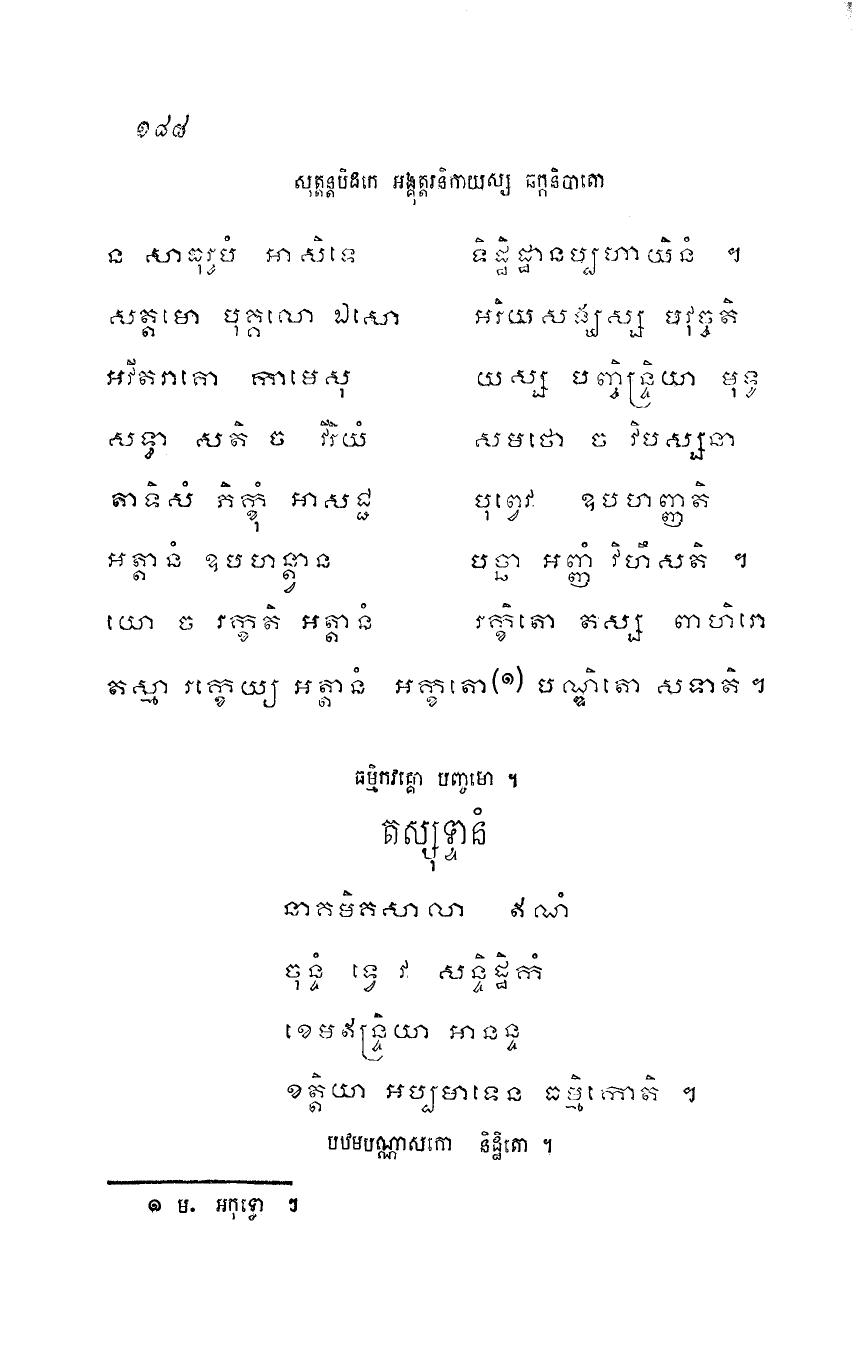 ១៨៨
សុត្តន្តបិដកេ អង្គុត្តរនិកាយស្ស ឆក្កនិបាតោ
ន សាធុរូបំ អាសិទេ ទិដ្ឋិដ្ឋានប្បហាយិនំ ។
សត្តមោ បុគ្គលោ ឯសោ អរិយសង្ឃស្ស បវុច្ចតិ
អវីតរាគោ កាមេសុ យស្ស បញ្ចិន្ទ្រិយា មុទូ
សទ្ធា សតិ ច វីរិយំ សមថោ ច វិបស្សនា
តាទិសំ ភិក្ខុំ អាសជ្ជ បុព្វេវ ឧបហញ្ញតិ
អត្តានំ ឧបហន្ត្វាន បច្ឆា អញ្ញំ វិហឹសតិ ។
យោ ច រក្ខតិ អត្តានំ រក្ខិតោ តស្ស ពាហិរោ
តស្មា រក្ខេយ្យ អត្តានំ អក្ខតោ(១) បណ្ឌិតោ សទាតិ ។
ធម្មិកវគ្គោ បញ្ចមោ ។
តស្សុទ្ទានំ
នាគមិគសាលា ឥណំ
ចុន្ទំ ទ្វេ វ សន្ទិដ្ឋិកំ
ខេមឥន្ទ្រិយា អានន្ទ
ខត្តិយា អប្បមាទេន ធម្មិកោតិ ។
បឋមបណ្ណាសកោ និដ្ឋិតោ ។
១ ម. អកុទ្ធោ ។